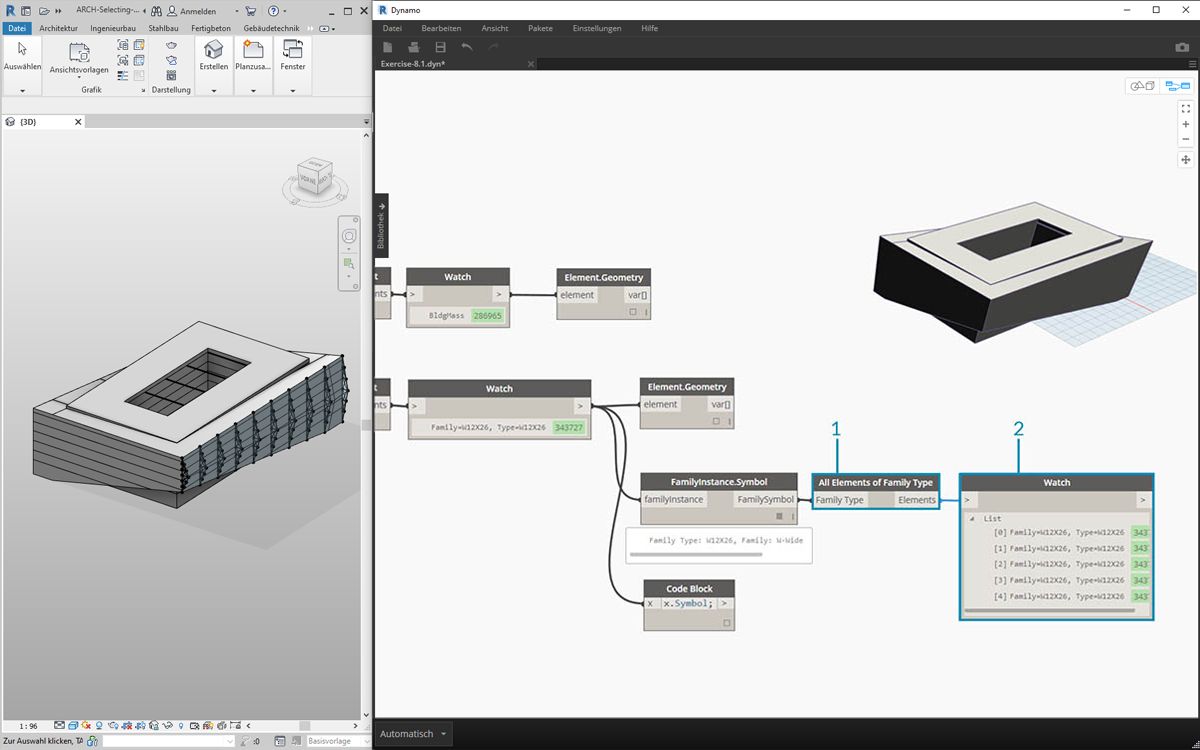 ARCH-Selecting-...
Anmelden
Datei
Architektur
Ingenieurbau
Stahlbau
Fertigbeton
Gebäudetechnik
Auswählen
Ansichtsvorlagen
Erstellen
Planzusa...
Fenster
Grafik
Darstellung
{3D}
1 : 96
Zur Auswahl klicken, TA
:0
Basisvorlage
Dynamo
Datei
Bearbeiten
Ansicht
Pakete
Einstellungen
Hilfe
Exercise-8.1.dyn*
Bibliothek
t
nts
Watch
>
>
BldgMass 286965
Element.Geometry
element
var[]
t
nts
Watch
>
>
Family=W12X26, Type=W12X26 343727
Element.Geometry
element
var[]
1
2
FamilyInstance.Symbol
familyInstance
FamilySymbol
Family Type: W12X26, Family: W-Wide
All Elements of Family Type
Family Type
Elements
Watch
>
>
List
[0] Family=W12X26, Type=W12X26 343
[1] Family=W12X26, Type=W12X26 343
[2] Family=W12X26, Type=W12X26 343
[3] Family=W12X26, Type=W12X26 343
[4] Family=W12X26, Type=W12X26 343
Code Block
x
x.Symbol;
>
Automatisch